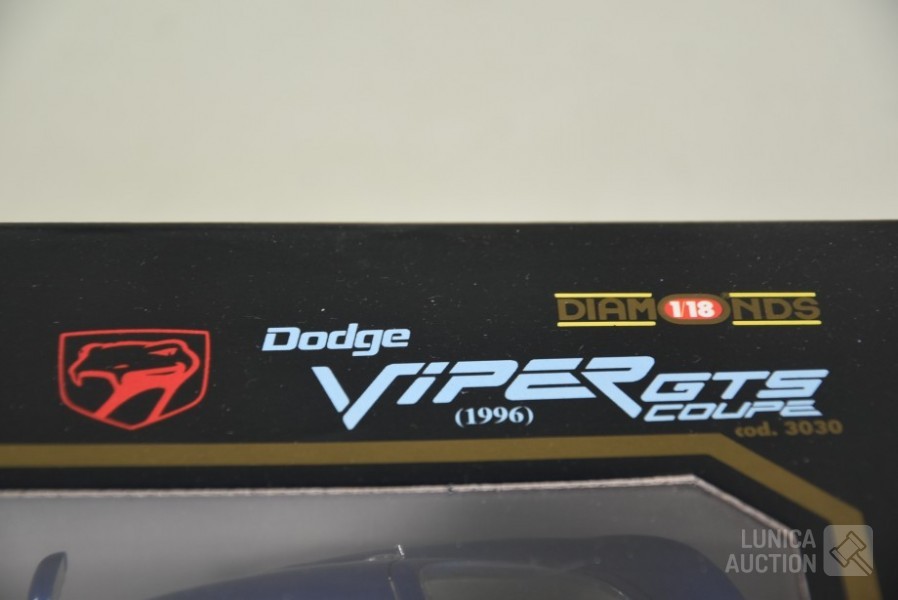 DIAM 1/18 NDS
Dodge
VIPER GTS
COUPE
(1996)
cod. 3030
LUNICA
AUCTION